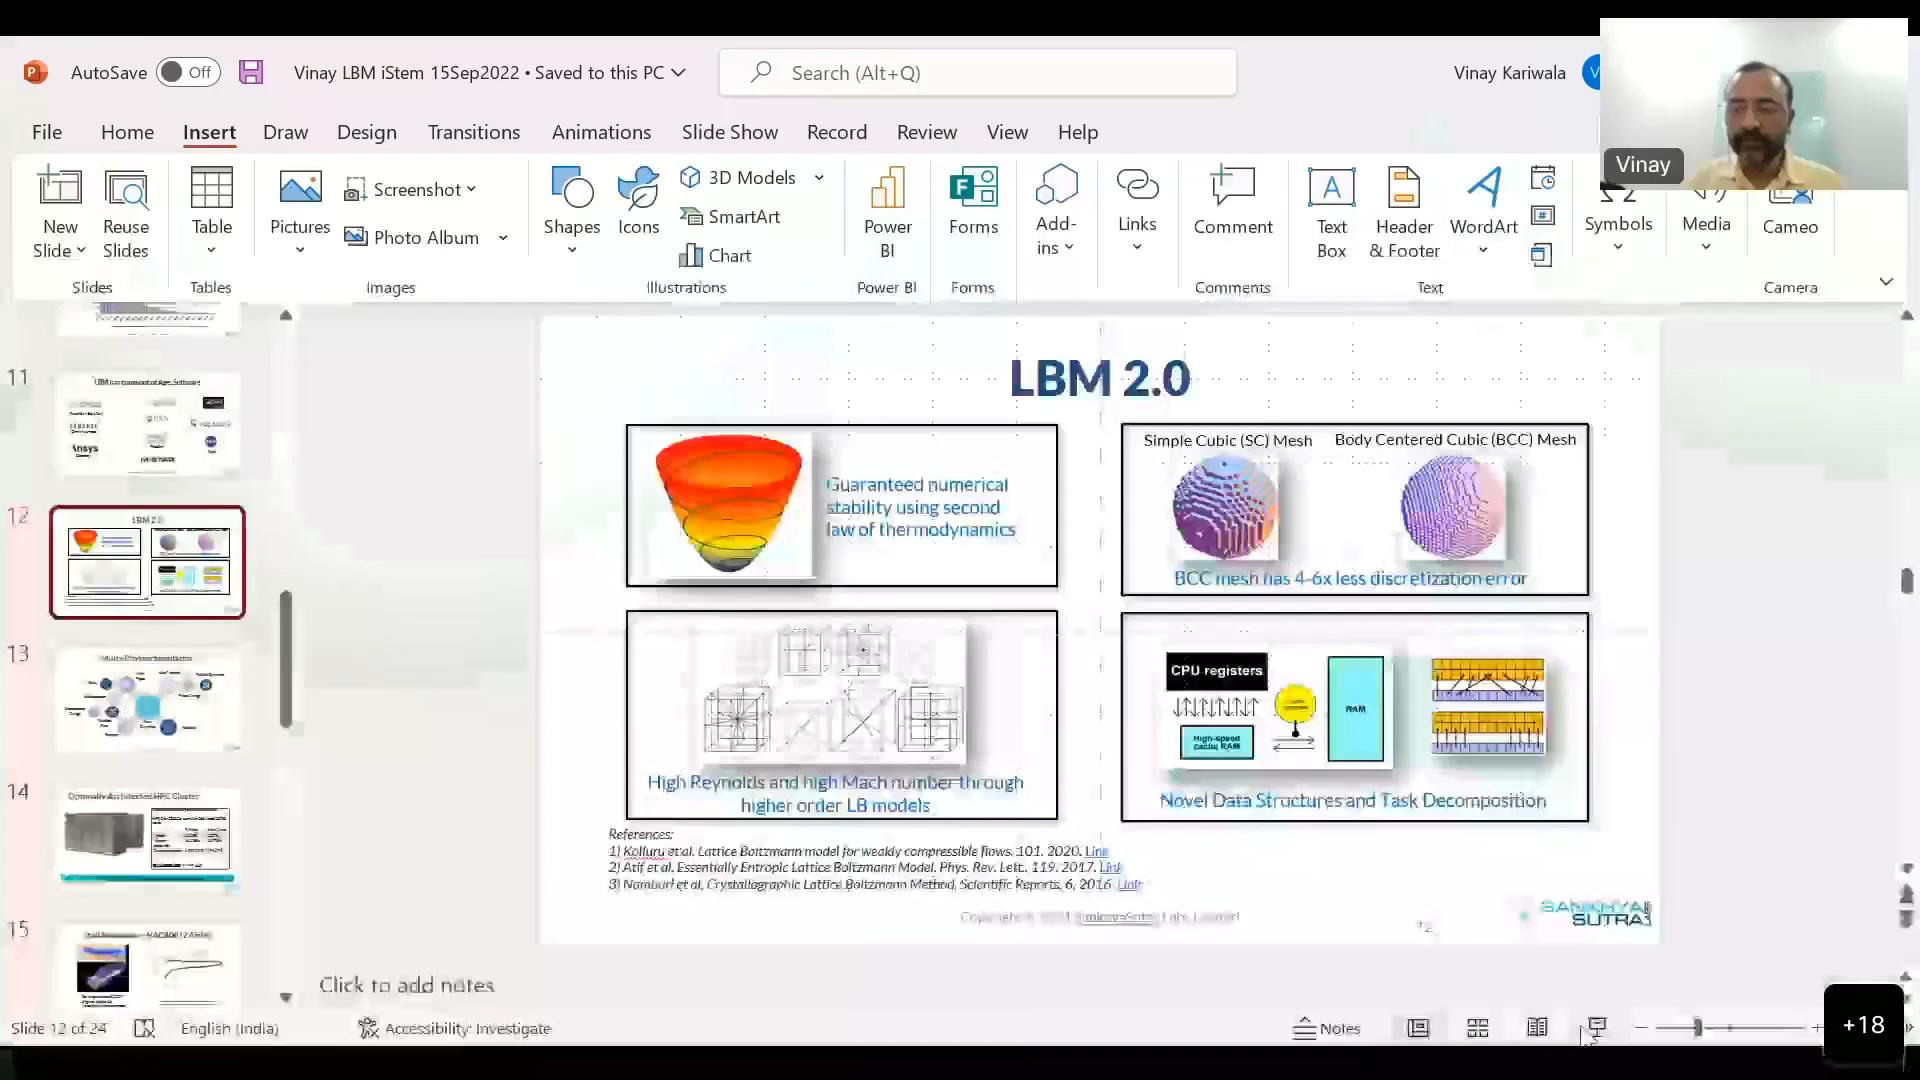 AutoSave Off Vinay LBM iStem 15Sep2022 • Saved to this PC Search (Alt+Q) Vinay Kariwala
Vinay
File Home Insert Draw Design Transitions Animations Slide Show Record Review View Help
New Slide
Reuse Slides
Table
Pictures
Screenshot
Photo Album
Shapes
Icons
3D Models
SmartArt
Chart
Power BI
Forms
Add-ins
Links
Comment
Text Box
Header & Footer
WordArt
Symbols
Media
Cameo
Slides Tables Images Illustrations Power BI Forms Comments Text Camera
11
12
LBM 2.0
13
14
15
LBM 2.0
Guaranteed numerical
stability using second
law of thermodynamics
Simple Cubic (SC) Mesh Body Centered Cubic (BCC) Mesh
BCC mesh has 4-6x less discretization error
High Reynolds and high Mach number through
higher order LB models
CPU registers
High-speed
cache RAM
RAM
Novel Data Structures and Task Decomposition
References:
1) Kolluru et al. Lattice Boltzmann model for weakly compressible flows. 101. 2020. Link
2) Atif et al. Essentially Entropic Lattice Boltzmann Model. Phys. Rev. Lett. 119. 2017. Link
3) Namburi et al, Crystallographic Lattice Boltzmann Method, Scientific Reports, 6, 2016 Link
SANKHYA
SUTRA
12
Click to add notes
Slide 12 of 24 English (India) Accessibility: Investigate Notes
+18